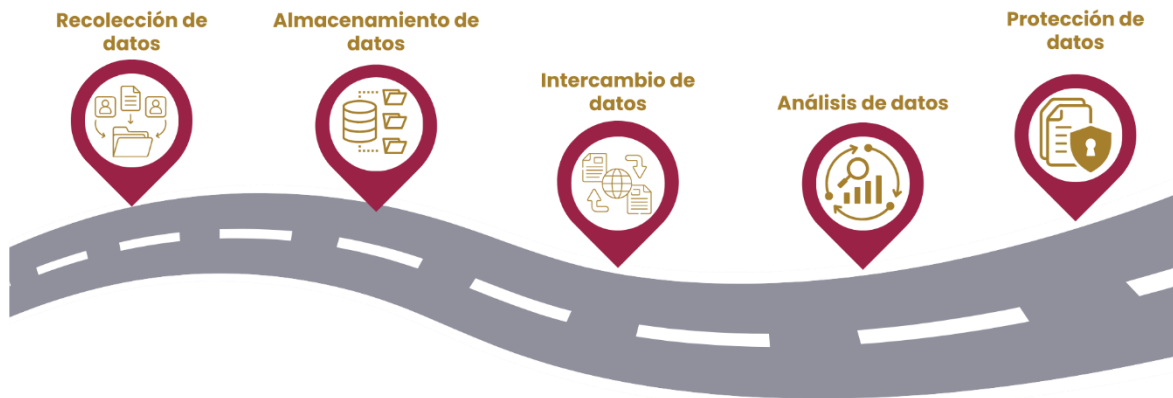 Recolección de
datos
Almacenamiento de
datos
Intercambio de
datos
Análisis de datos
Protección de
datos